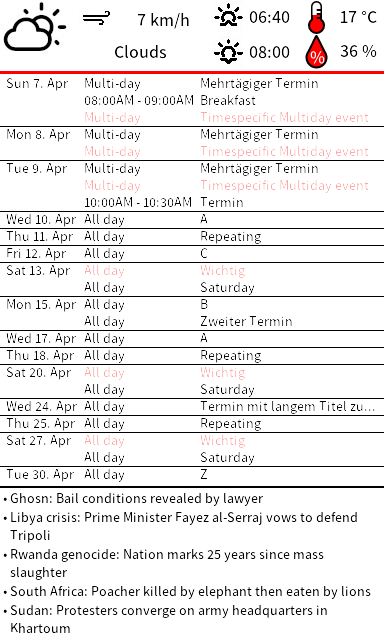 7 km/h 06:40 17 °C
Clouds 08:00 % 36 %
Sun 7. Apr Multi-day Mehrtägiger Termin
08:00AM - 09:00AM Breakfast
Multi-day Timespecific Multiday event
Mon 8. Apr Multi-day Mehrtägiger Termin
Multi-day Timespecific Multiday event
Tue 9. Apr Multi-day Mehrtägiger Termin
Multi-day Timespecific Multiday event
10:00AM - 10:30AM Termin
Wed 10. Apr All day A
Thu 11. Apr All day Repeating
Fri 12. Apr All day C
Sat 13. Apr All day Wichtig
All day Saturday
Mon 15. Apr All day B
All day Zweiter Termin
Wed 17. Apr All day A
Thu 18. Apr All day Repeating
Sat 20. Apr All day Wichtig
All day Saturday
Wed 24. Apr All day Termin mit langem Titel zu...
Thu 25. Apr All day Repeating
Sat 27. Apr All day Wichtig
All day Saturday
Tue 30. Apr All day Z
• Ghosn: Bail conditions revealed by lawyer
• Libya crisis: Prime Minister Fayez al-Serraj vows to defend
Tripoli
• Rwanda genocide: Nation marks 25 years since mass
slaughter
• South Africa: Poacher killed by elephant then eaten by lions
• Sudan: Protesters converge on army headquarters in
Khartoum